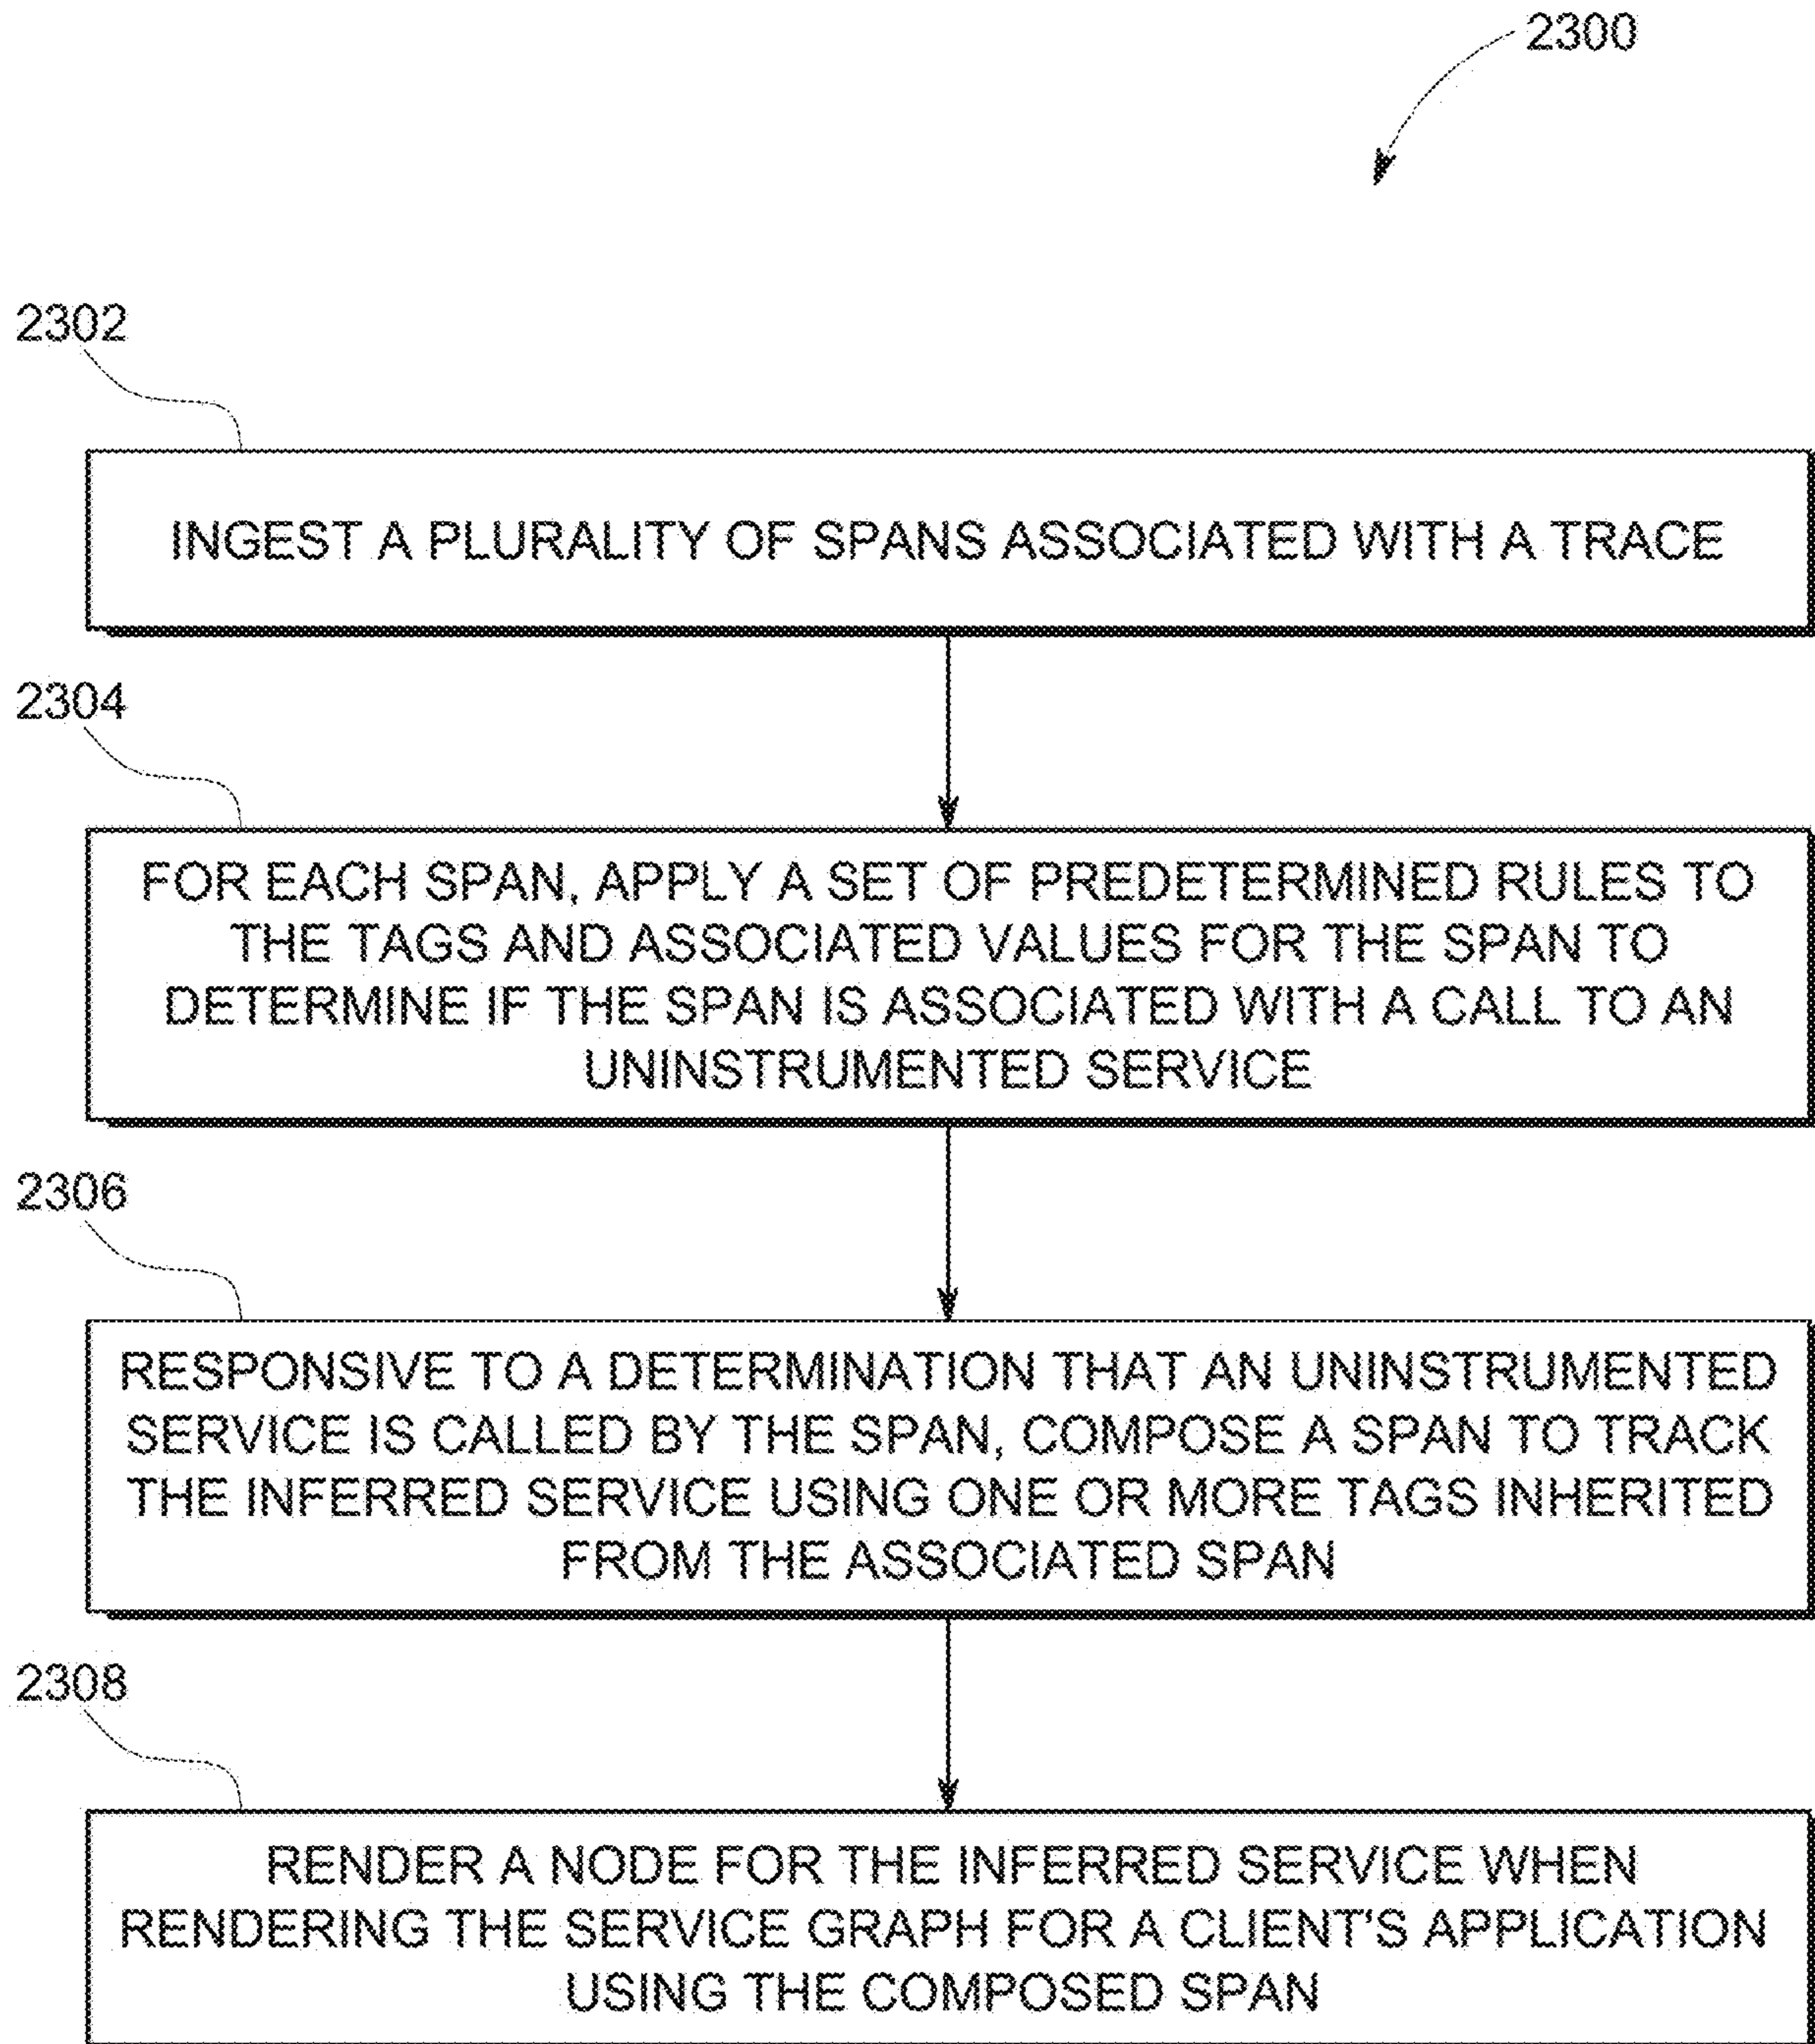 2300
2302
INGEST A PLURALITY OF SPANS ASSOCIATED WITH A TRACE
2304
FOR EACH SPAN, APPLY A SET OF PREDETERMINED RULES TO
THE TAGS AND ASSOCIATED VALUES FOR THE SPAN TO
DETERMINE IF THE SPAN IS ASSOCIATED WITH A CALL TO AN
UNINSTRUMENTED SERVICE
2306
RESPONSIVE TO A DETERMINATION THAT AN UNINSTRUMENTED
SERVICE IS CALLED BY THE SPAN, COMPOSE A SPAN TO TRACK
THE INFERRED SERVICE USING ONE OR MORE TAGS INHERITED
FROM THE ASSOCIATED SPAN
2308
RENDER A NODE FOR THE INFERRED SERVICE WHEN
RENDERING THE SERVICE GRAPH FOR A CLIENT'S APPLICATION
USING THE COMPOSED SPAN